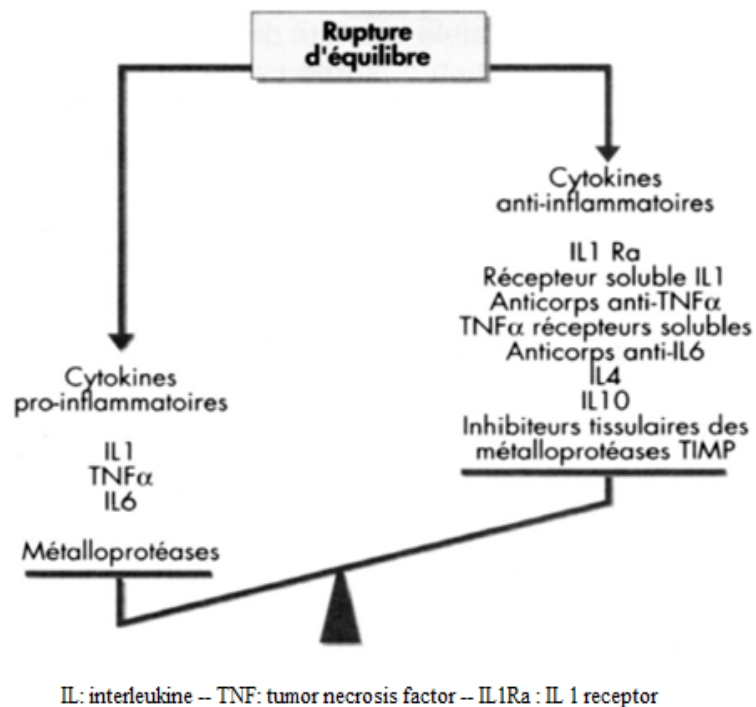 Rupture
d'équilibre
Cytokines
anti-inflammatoires
IL1 Ra
Récepteur soluble IL1
Anticorps anti-TNFα
TNFα récepteurs solubles
Anticorps anti-IL6
IL4
IL10
Inhibiteurs tissulaires des
métalloprotéases TIMP
Cytokines
pro-inflammatoires
IL1
TNFα
IL6
Métalloprotéases
IL: interleukine -- TNF: tumor necrosis factor -- IL1Ra : IL 1 receptor